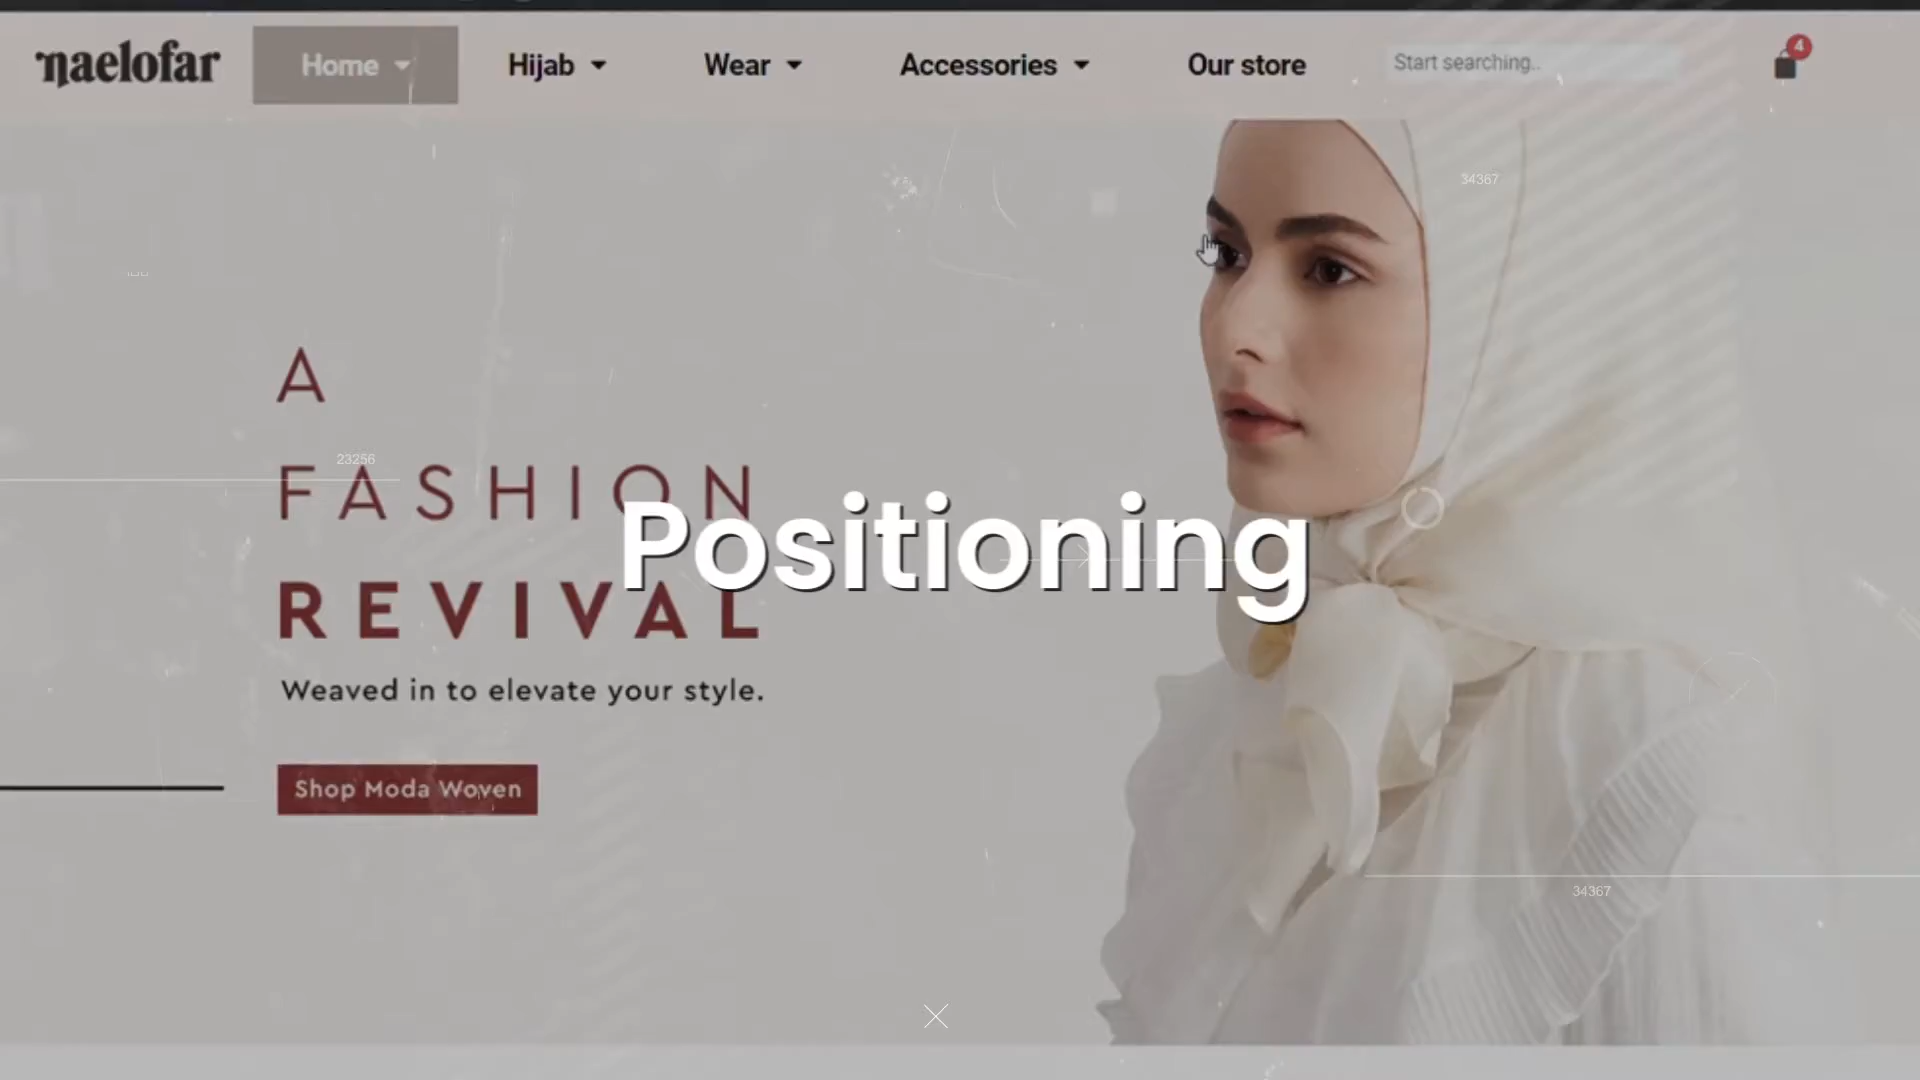 naelofar
Home
Hijab
Wear
Accessories
Our store
Start searching..
4
34367
A
23256
FASHION
Positioning
REVIVAL
Weaved in to elevate your style.
Shop Moda Woven
34367